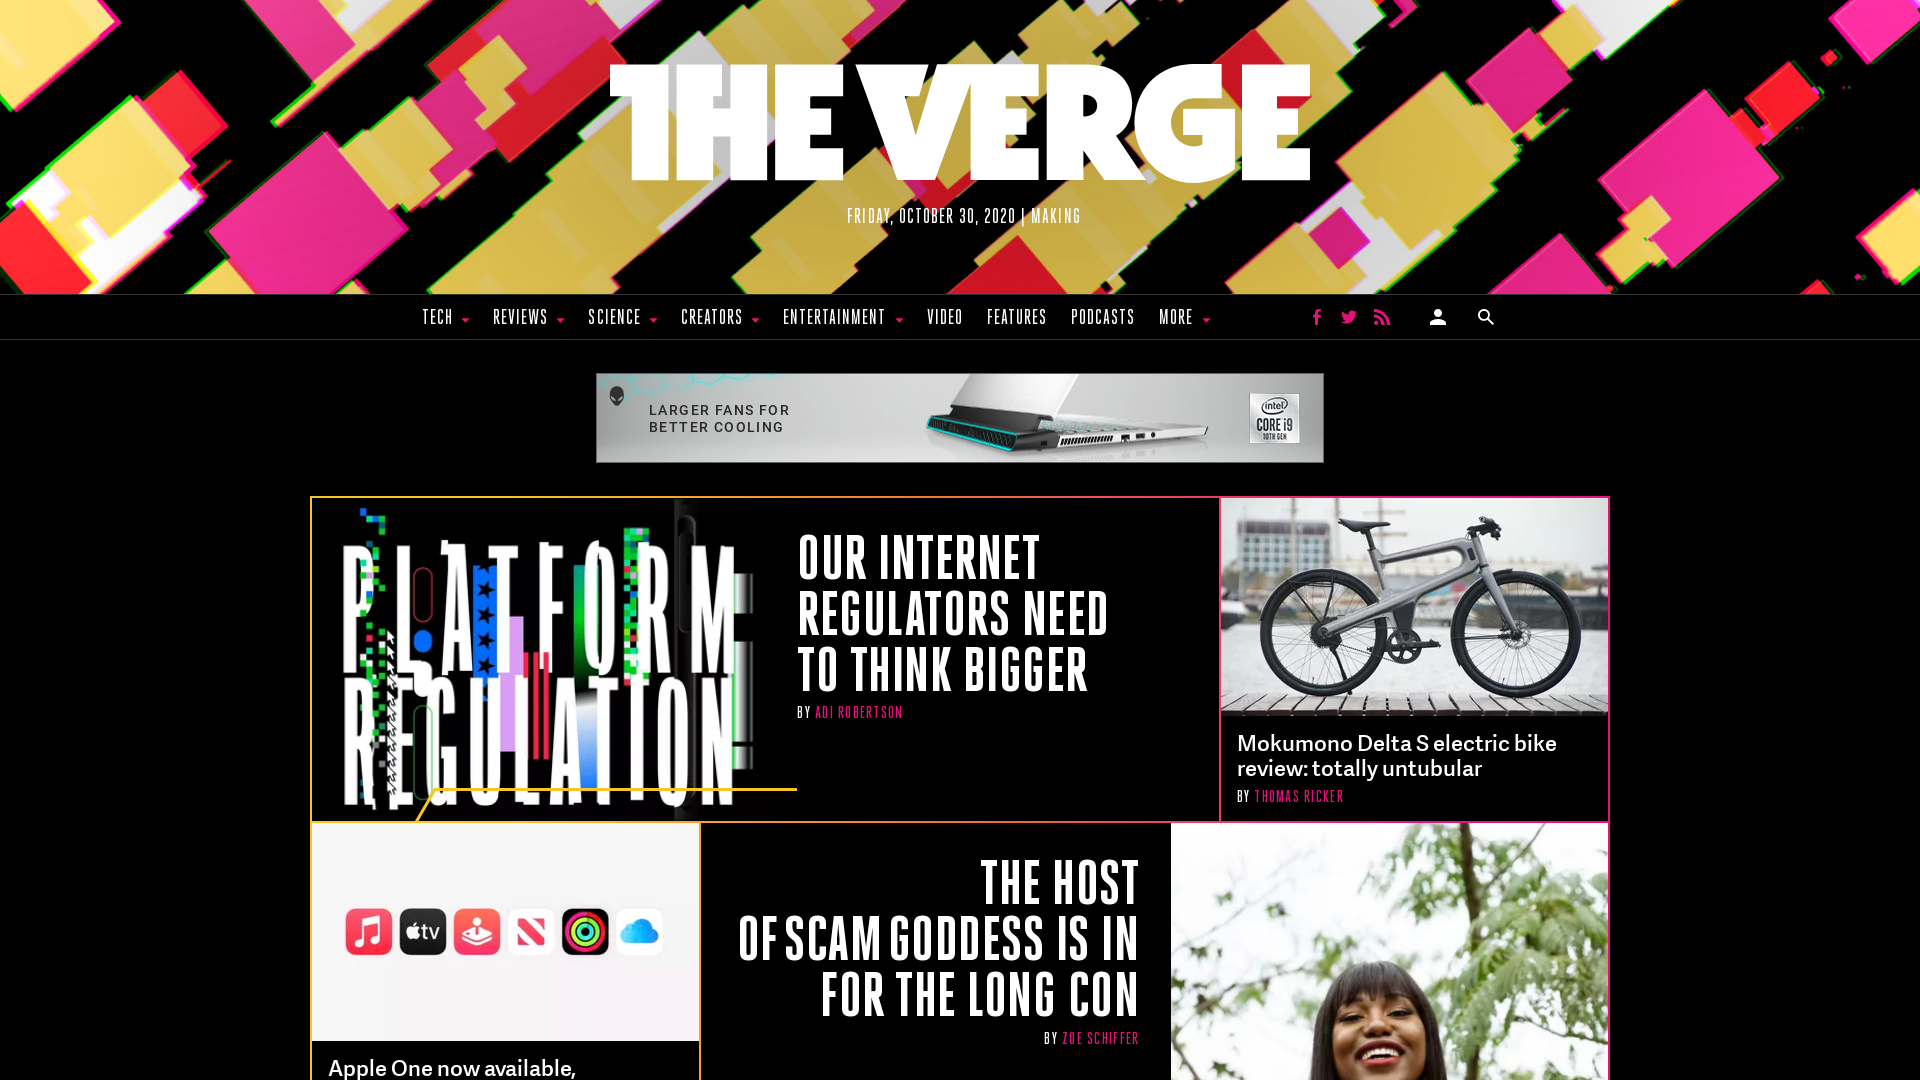 THE VERGE
FRIDAY, OCTOBER 30, 2020 | MAKING
TECH REVIEWS SCIENCE CREATORS ENTERTAINMENT VIDEO FEATURES PODCASTS MORE
LARGER FANS FOR
BETTER COOLING
intel
CORE i9
10TH GEN
PLATFORM
REGULATION
OUR INTERNET
REGULATORS NEED
TO THINK BIGGER
BY ADI ROBERTSON
Mokumono Delta S electric bike
review: totally untubular
BY THOMAS RICKER
tv
Apple One now available,
THE HOST
OF SCAM GODDESS IS IN
FOR THE LONG CON
BY ZOE SCHIFFER